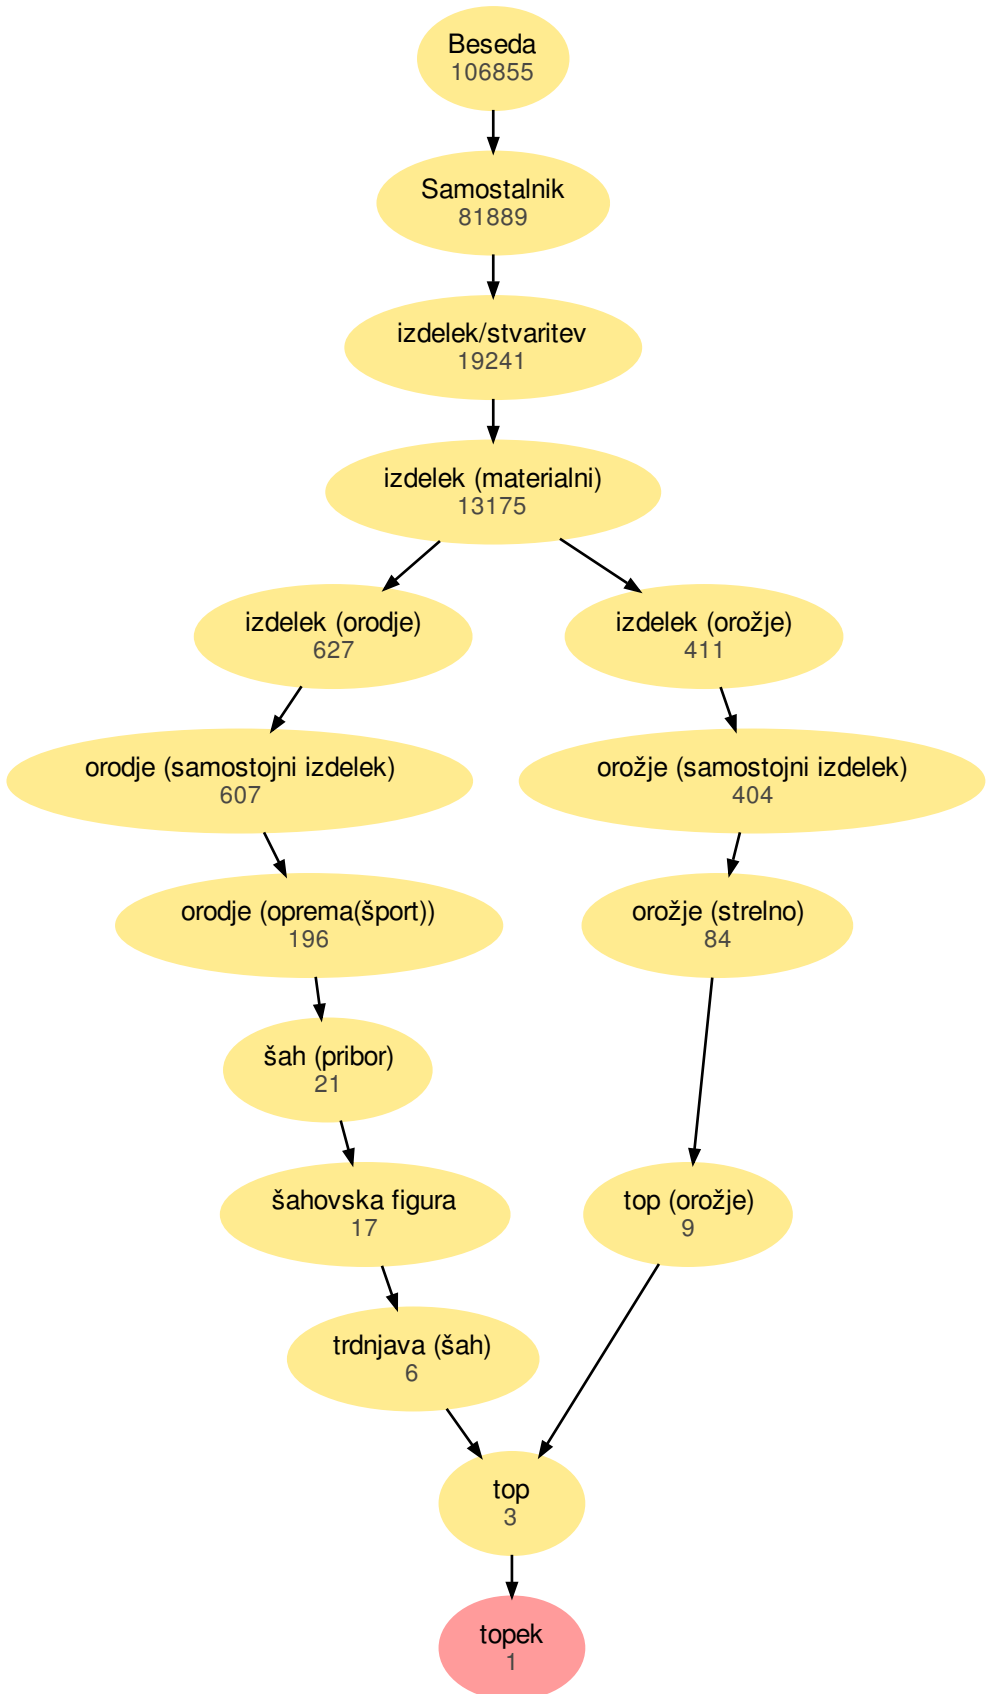 Beseda
106855
Samostalnik
81889
izdelek/stvaritev
19241
izdelek (materialni)
13175
izdelek (orodje)
627
izdelek (orožje)
411
orodje (samostojni izdelek)
607
orožje (samostojni izdelek)
404
orodje (oprema(šport))
196
orožje (strelno)
84
šah (pribor)
21
šahovska figura
17
top (orožje)
9
trdnjava (šah)
6
top
3
topek
1